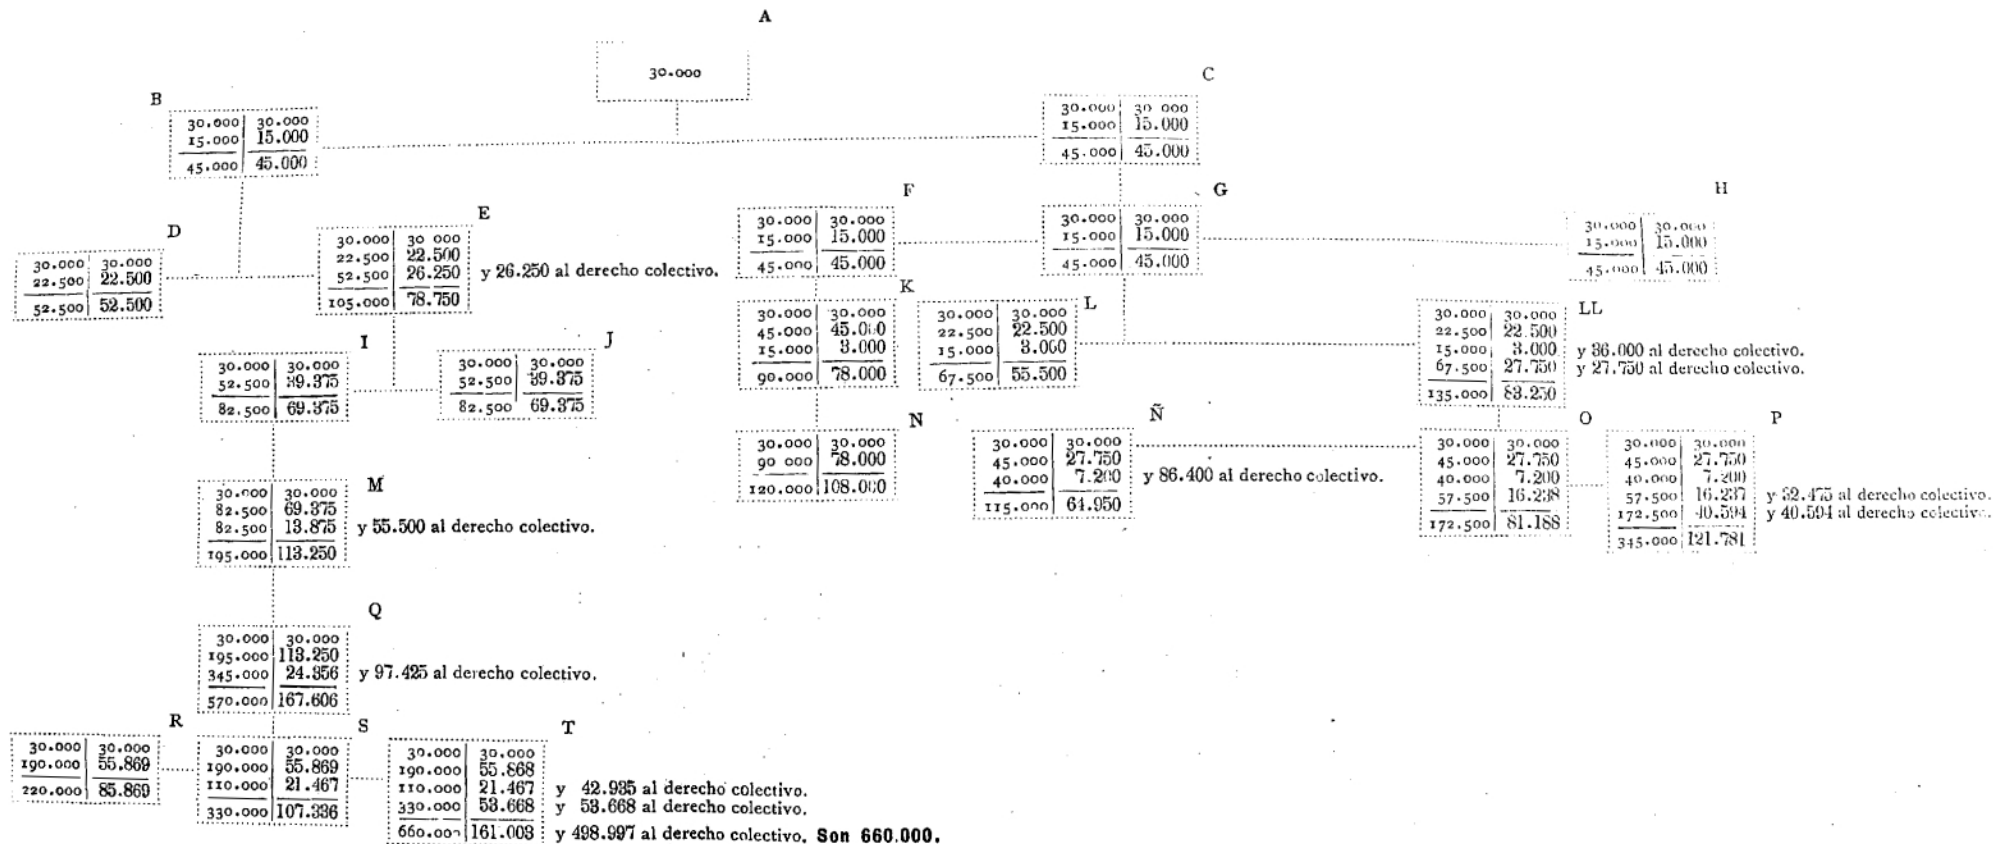 A
30.000
B
30.000 30.000
15.000 15.000
45.000 45.000
C
30.000 30 000
15.000 15.000
45.000 45.000
D
30.000 30.000
22.500 22.500
52.500 52.500
E
30.000 30 000
22.500 22.500
52.500 26.250 y 26.250 al derecho colectivo.
105.000 78.750
F
30.000 30.000
15.000 15.000
45.000 45.000
G
30.000 30.000
15.000 15.000
45.000 45.000
H
30.000 30.000
15.000 15.000
45.000 45.000
I
30.000 30.000
52.500 39.375
82.500 69.375
J
30.000 30.000
52.500 39.375
82.500 69.375
K
30.000 30.000
45.000 45.000
15.000 3.000
90.000 78.000
L
30.000 30.000
22.500 22.500
15.000 3.000
67.500 55.500
LL
30.000 30.000
22.500 22.500
15.000 3.000 y 36.000 al derecho colectivo.
67.500 27.750 y 27.750 al derecho colectivo.
135.000 83.250
M
30.000 30.000
82.500 69.375
82.500 13.875 y 55.500 al derecho colectivo.
195.000 113.250
N
30.000 30.000
90 000 78.000
120.000 108.000
Ñ
30.000 30.000
45.000 27.750
40.000 7.200 y 86.400 al derecho colectivo.
115.000 64.950
O
30.000 30.000
45.000 27.750
40.000 7.200
57.500 16.238
172.500 81.188
P
30.000 30.000
45.000 27.750
40.000 7.200
57.500 16.237 y 32.475 al derecho colectivo.
172.500 40.594 y 40.594 al derecho colectivo.
345.000 121.781
Q
30.000 30.000
195.000 113.250
345.000 24.356 y 97.425 al derecho colectivo.
570.000 167.606
R
30.000 30.000
190.000 55.869
220.000 85.869
S
30.000 30.000
190.000 55.869
110.000 21.467
330.000 107.336
T
30.000 30.000
190.000 55.868
110.000 21.467 y 42.935 al derecho colectivo.
330.000 53.668 y 53.668 al derecho colectivo.
660.000 161.003 y 498.997 al derecho colectivo. Son 660.000.